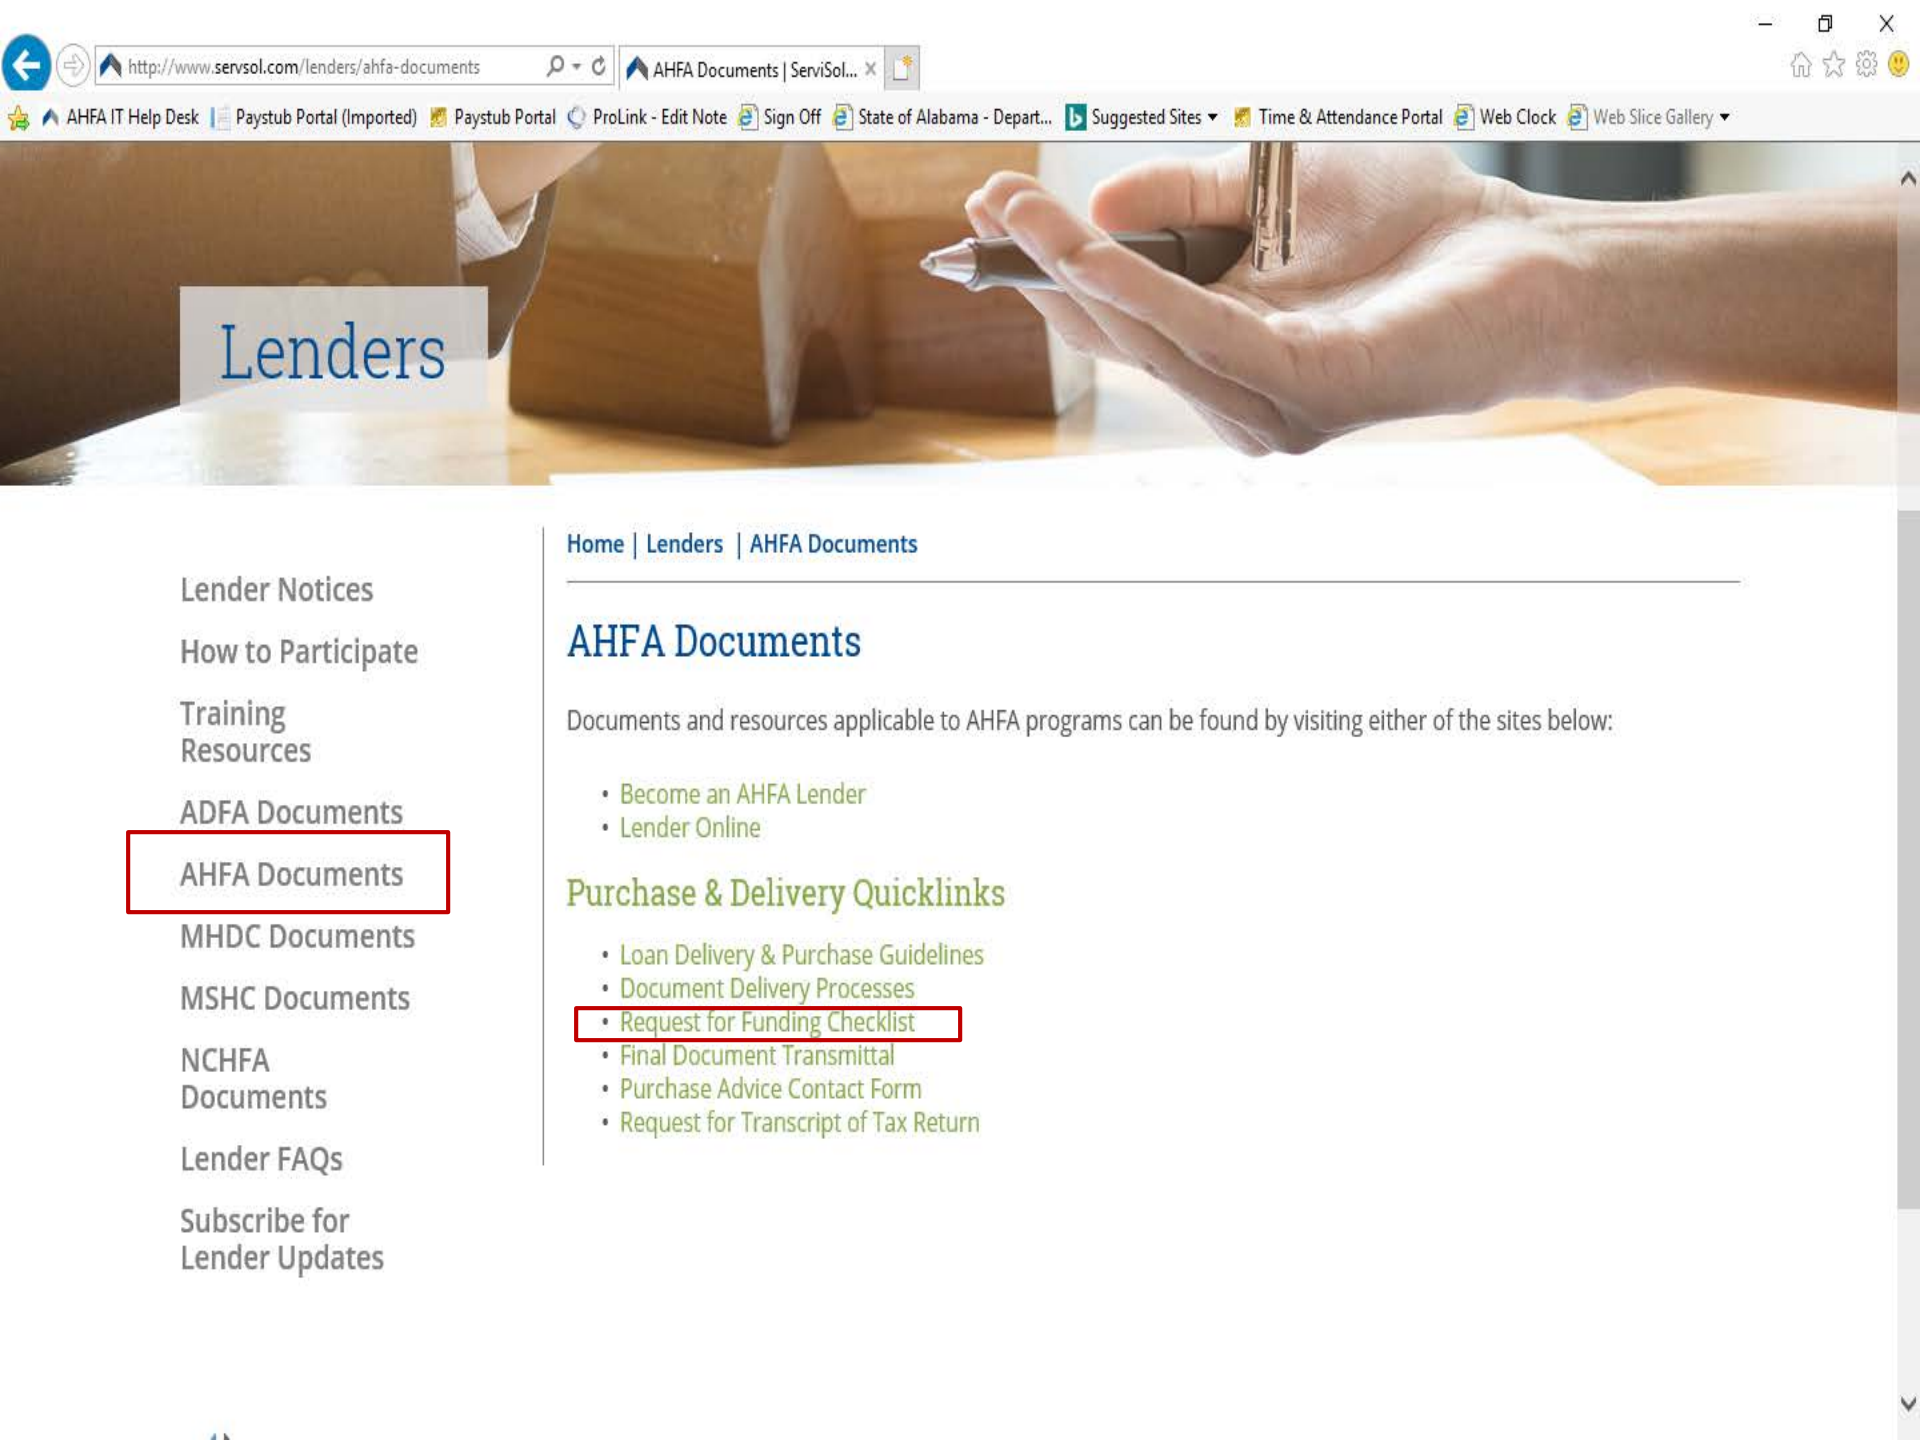 http://www.servsol.com/lenders/ahfa-documents
AHFA Documents | ServiSol...
AHFA IT Help Desk Paystub Portal (Imported) Paystub Portal ProLink - Edit Note Sign Off State of Alabama - Depart... Suggested Sites Time & Attendance Portal Web Clock Web Slice Gallery
Lenders
Home | Lenders | AHFA Documents
Lender Notices
How to Participate
Training
Resources
ADFA Documents
AHFA Documents
MHDC Documents
MSHC Documents
NCHFA
Documents
Lender FAQs
Subscribe for
Lender Updates
AHFA Documents
Documents and resources applicable to AHFA programs can be found by visiting either of the sites below:
• Become an AHFA Lender
• Lender Online
Purchase & Delivery Quicklinks
• Loan Delivery & Purchase Guidelines
• Document Delivery Processes
• Request for Funding Checklist
• Final Document Transmittal
• Purchase Advice Contact Form
• Request for Transcript of Tax Return